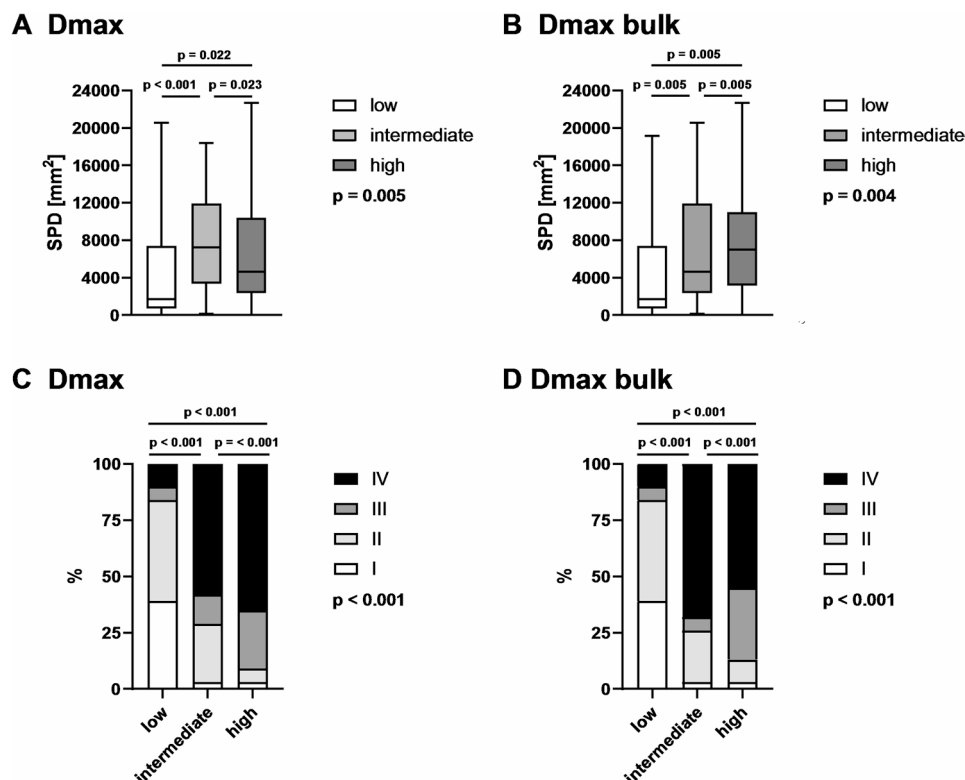 A Dmax
p = 0.022
p < 0.001
p = 0.023
SPD [mm²]
24000
20000
16000
12000
8000
4000
0
low
intermediate
high
p = 0.005
B Dmax bulk
p = 0.005
p = 0.005
p = 0.005
SPD [mm²]
24000
20000
16000
12000
8000
4000
0
low
intermediate
high
p = 0.004
C Dmax
p < 0.001
p < 0.001
p = < 0.001
%
100
75
50
25
0
low
intermediate
high
IV
III
II
I
p < 0.001
D Dmax bulk
p < 0.001
p < 0.001
p < 0.001
%
100
75
50
25
0
low
intermediate
high
IV
III
II
I
p < 0.001